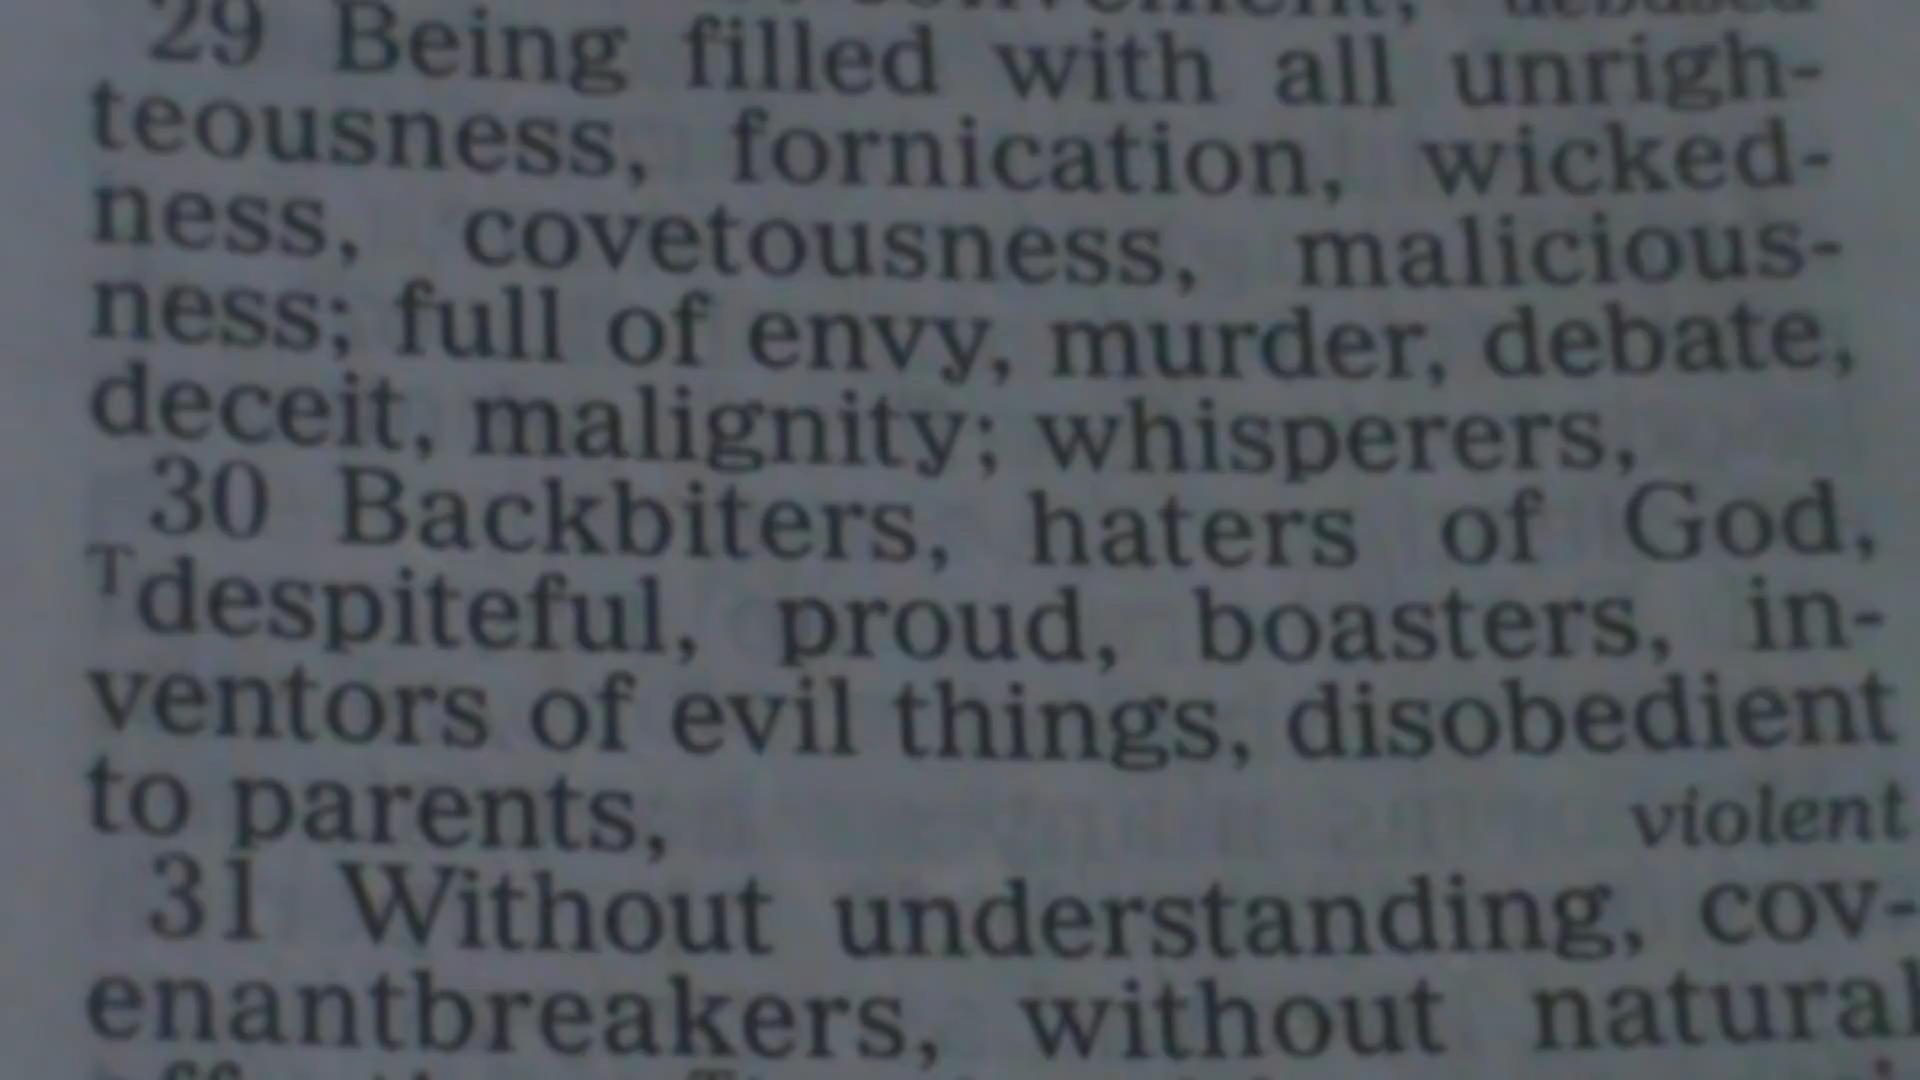 convenient, debased
29 Being filled with all unrigh-
teousness, fornication, wicked-
ness, covetousness, malicious-
ness; full of envy, murder, debate,
deceit, malignity; whisperers,
30 Backbiters, haters of God,
Tdespiteful, proud, boasters, in-
ventors of evil things, disobedient
to parents,
violent
31 Without understanding, cov-
enantbreakers, without natural